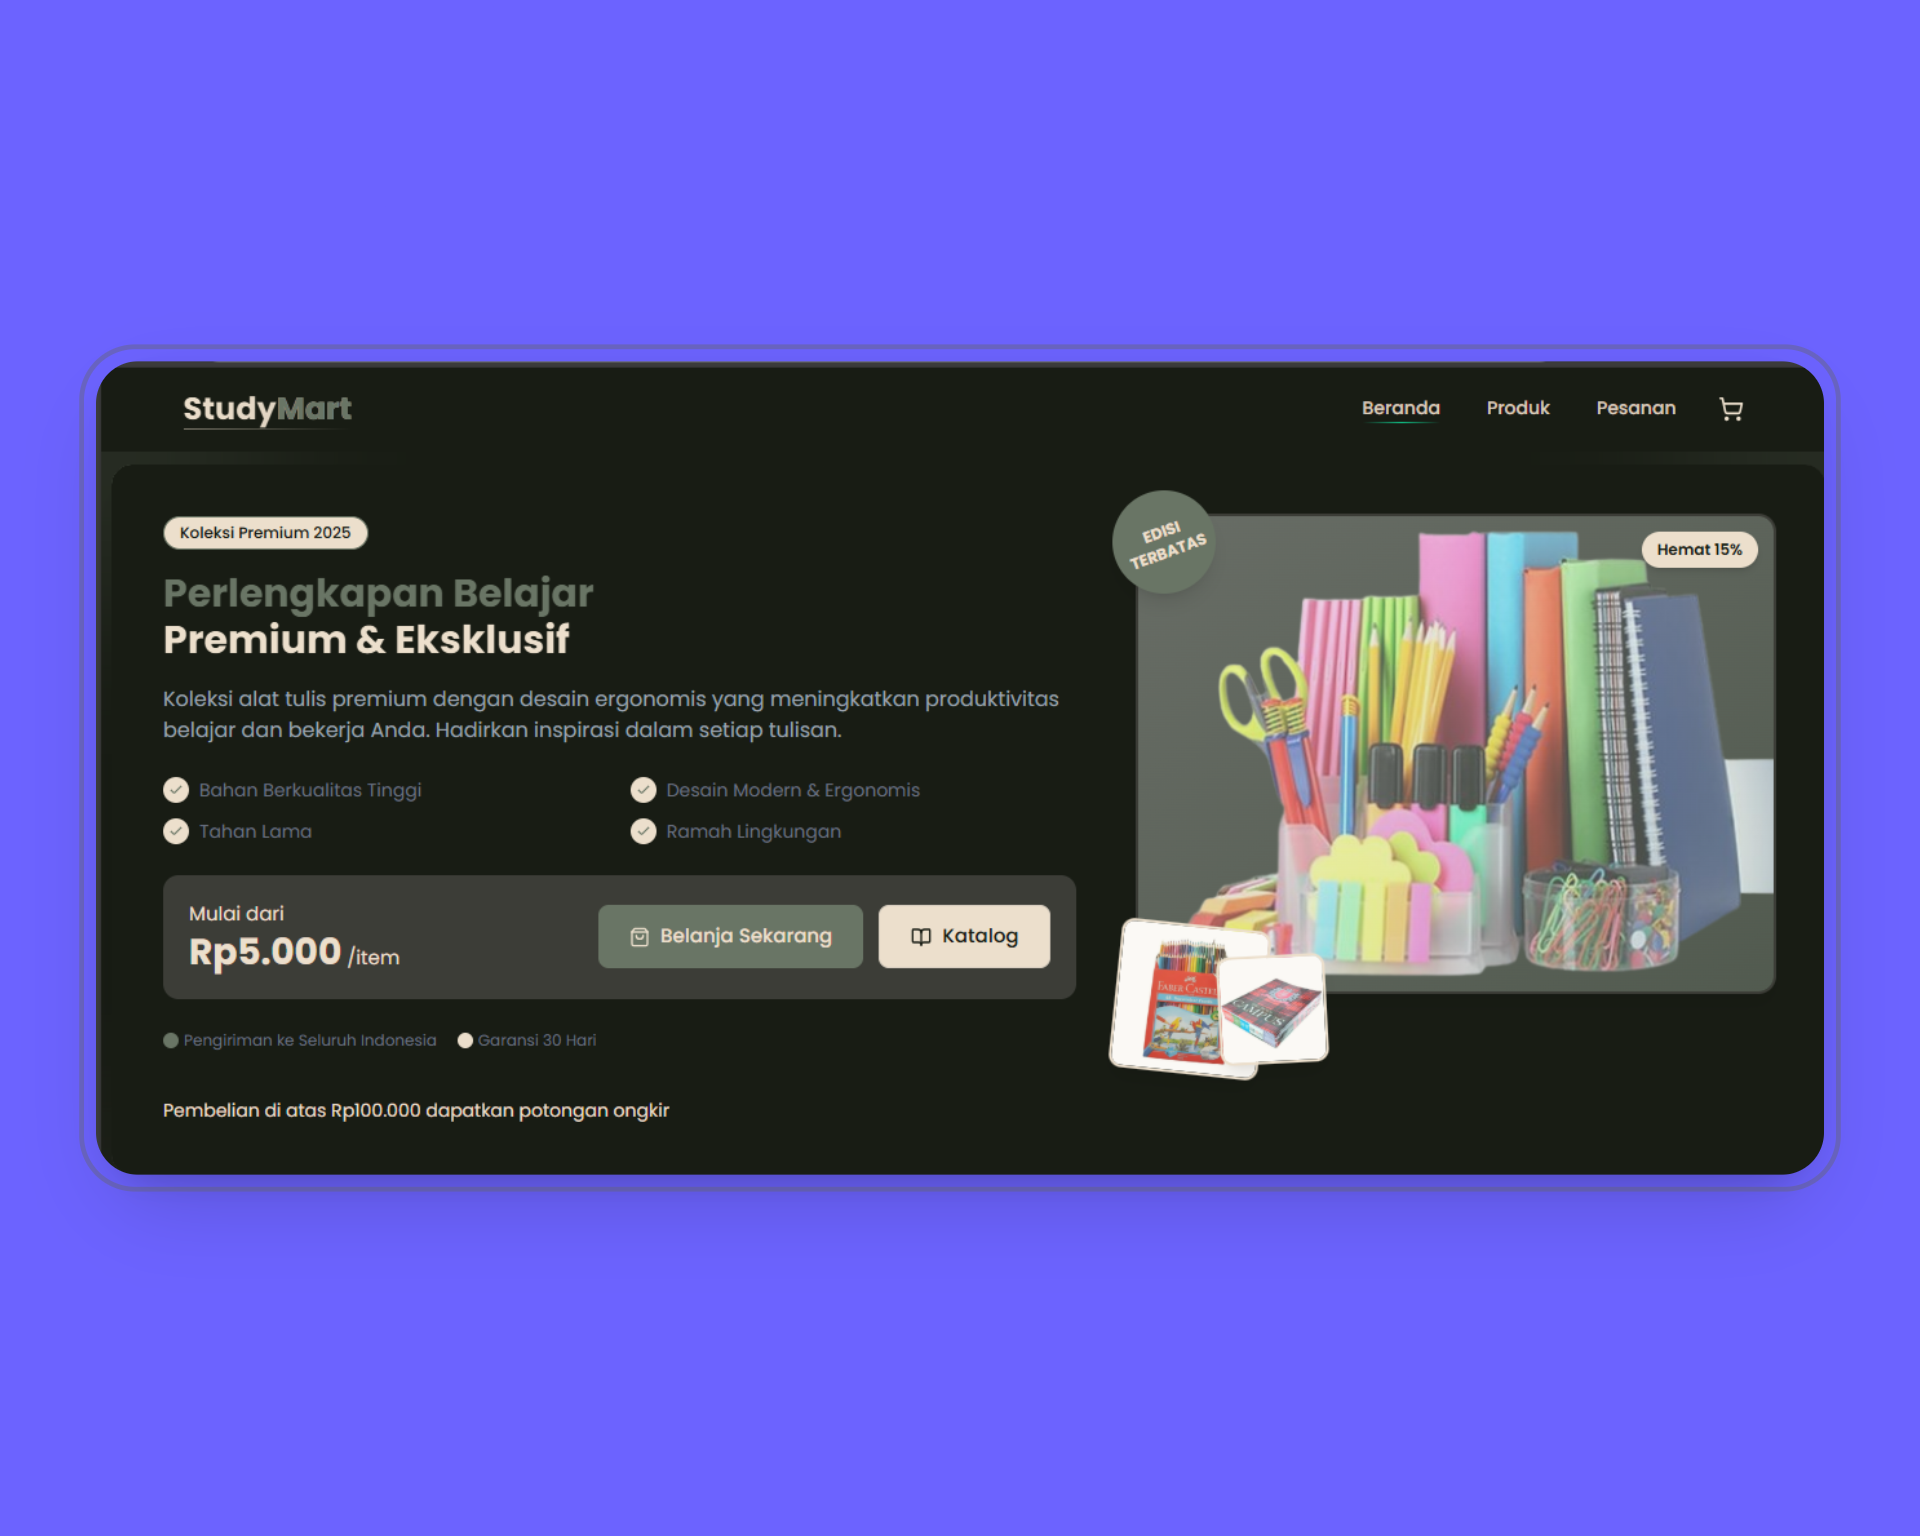 StudyMart
Beranda
Produk
Pesanan
Koleksi Premium 2025
Perlengkapan Belajar
Premium & Eksklusif
Koleksi alat tulis premium dengan desain ergonomis yang meningkatkan produktivitas
belajar dan bekerja Anda. Hadirkan inspirasi dalam setiap tulisan.
Bahan Berkualitas Tinggi
Desain Modern & Ergonomis
Tahan Lama
Ramah Lingkungan
Mulai dari
Rp5.000 /item
Belanja Sekarang
Katalog
Pengiriman ke Seluruh Indonesia
Garansi 30 Hari
Pembelian di atas Rp100.000 dapatkan potongan ongkir
EDISI
TERBATAS
Hemat 15%
FABER CASTE
CAMPUS